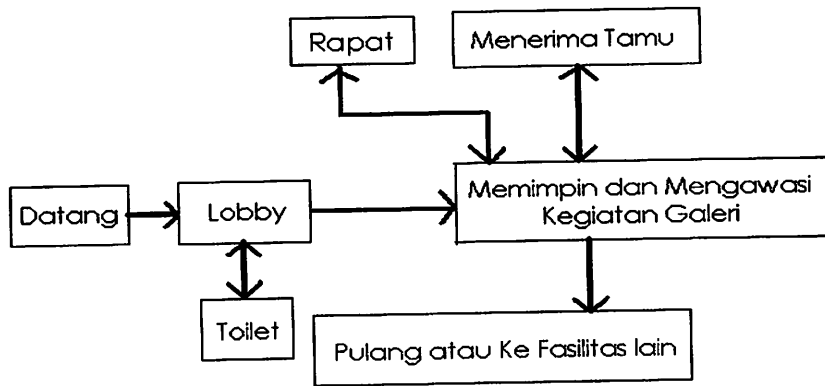 Rapat
Menerima Tamu
Datang
Lobby
Memimpin dan Mengawasi
Kegiatan Galeri
Toilet
Pulang atau Ke Fasilitas lain